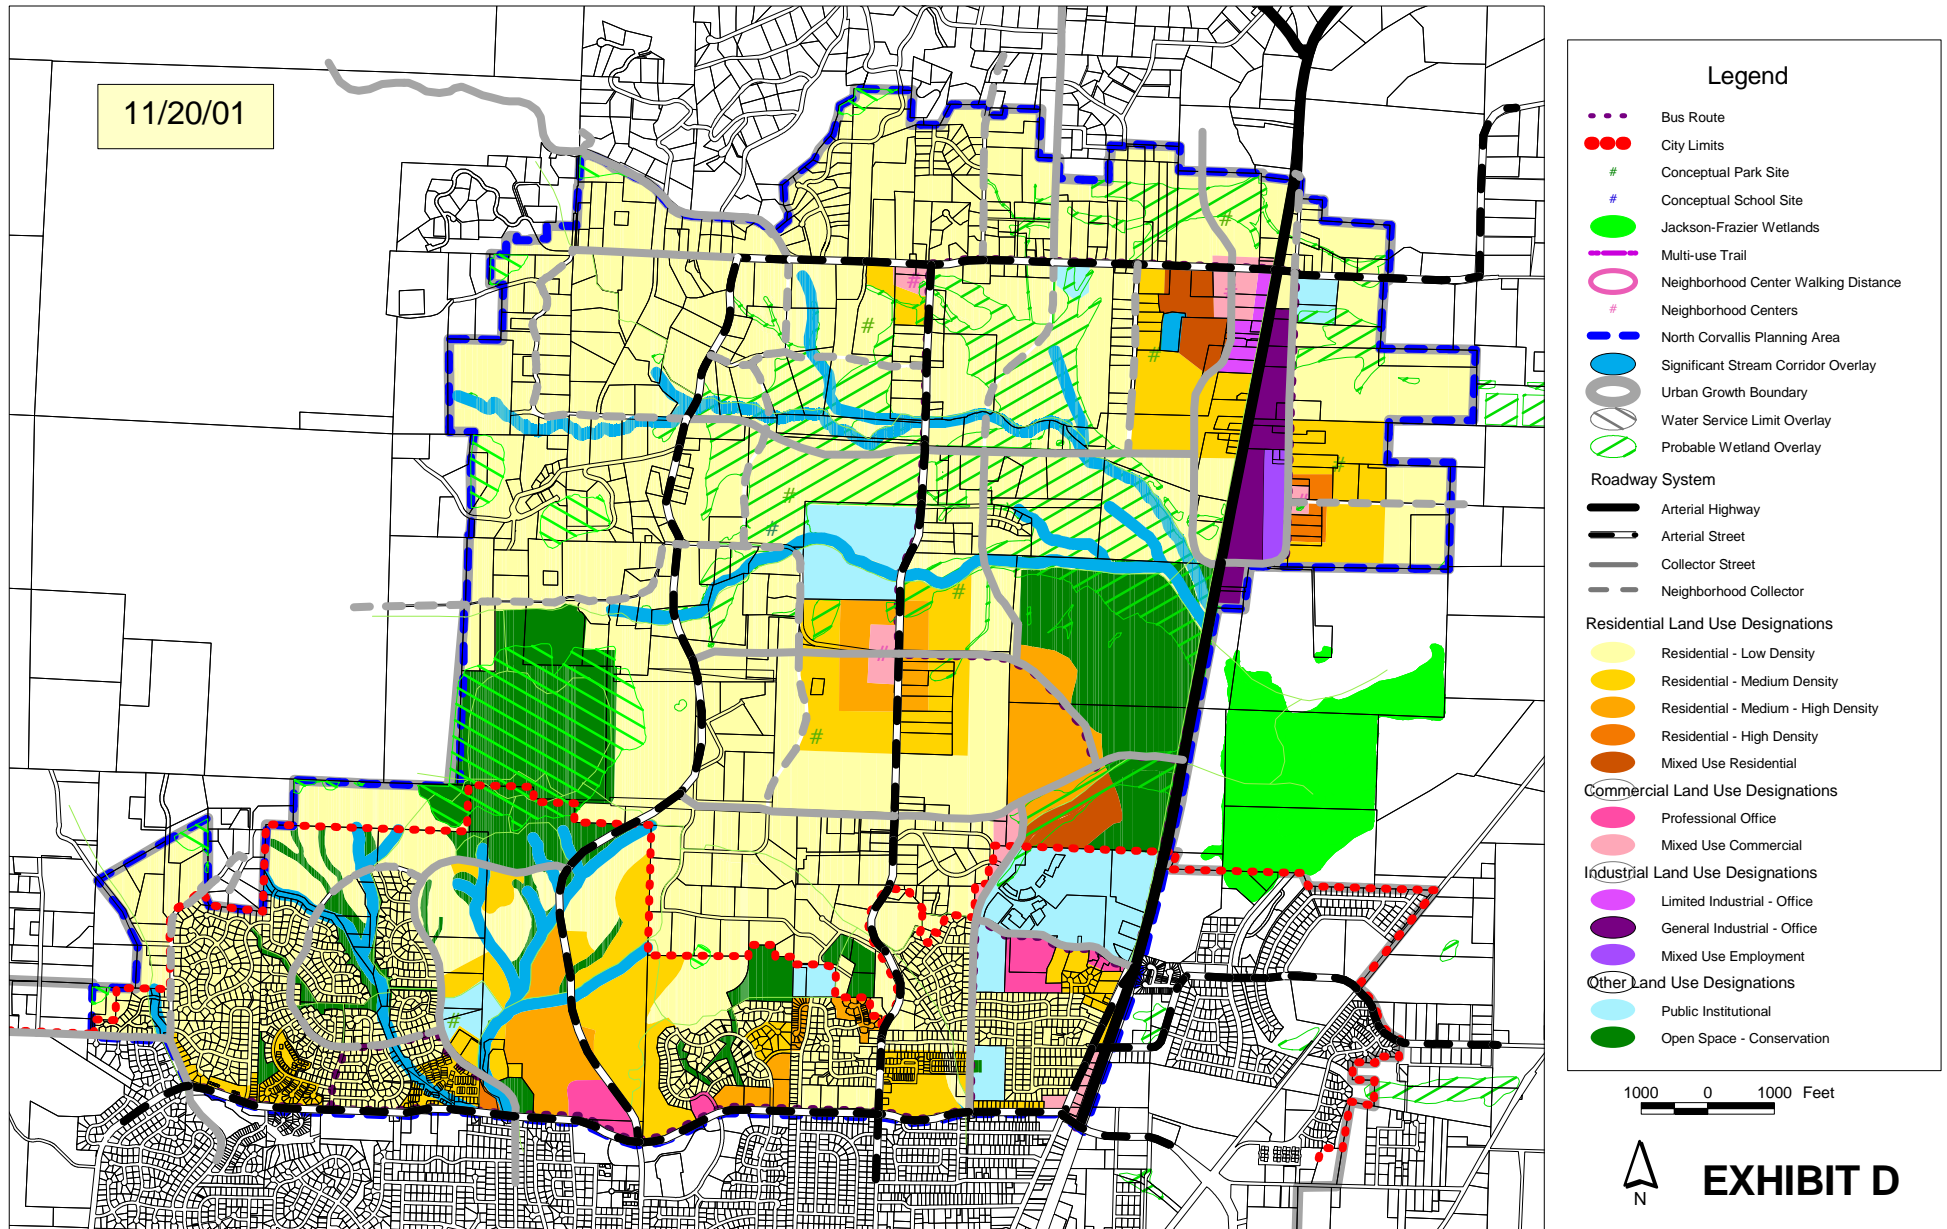 11/20/01
Legend
Bus Route
City Limits
# Conceptual Park Site
# Conceptual School Site
Jackson-Frazier Wetlands
Multi-use Trail
Neighborhood Center Walking Distance
# Neighborhood Centers
North Corvallis Planning Area
Significant Stream Corridor Overlay
Urban Growth Boundary
Water Service Limit Overlay
Probable Wetland Overlay
Roadway System
Arterial Highway
Arterial Street
Collector Street
Neighborhood Collector
Residential Land Use Designations
Residential - Low Density
Residential - Medium Density
Residential - Medium - High Density
Residential - High Density
Mixed Use Residential
Commercial Land Use Designations
Professional Office
Mixed Use Commercial
Industrial Land Use Designations
Limited Industrial - Office
General Industrial - Office
Mixed Use Employment
Other Land Use Designations
Public Institutional
Open Space - Conservation
1000 0 1000 Feet
N
EXHIBIT D